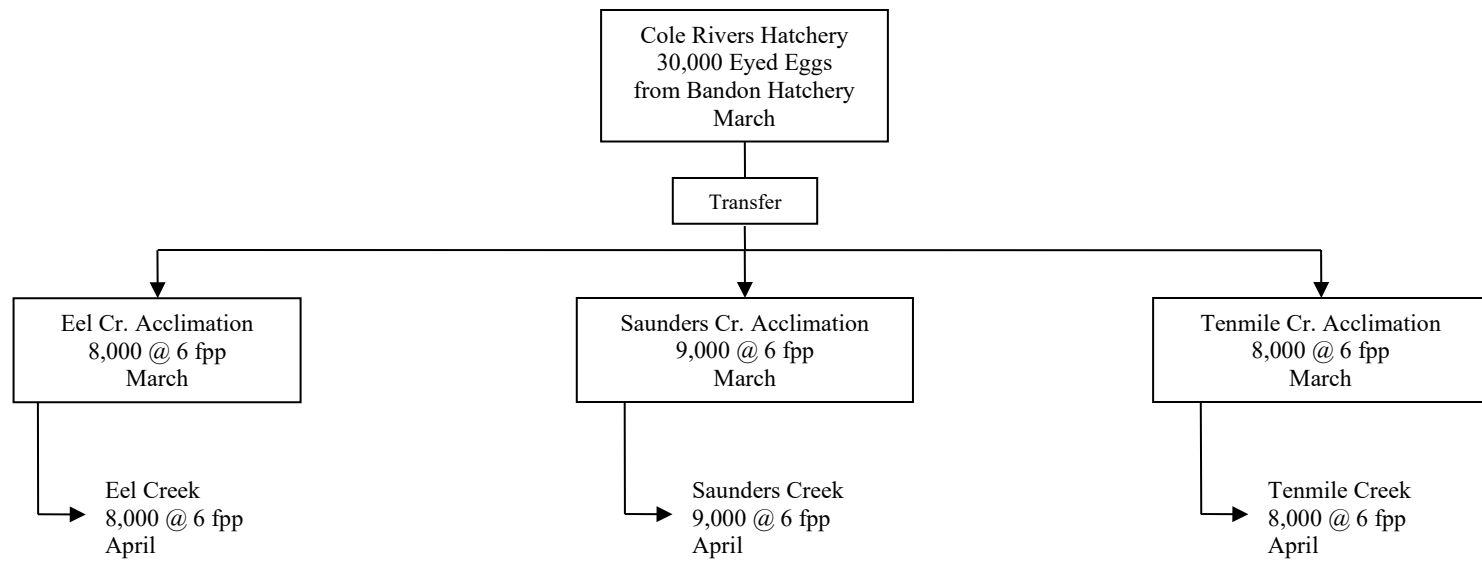 Cole Rivers Hatchery
30,000 Eyed Eggs
from Bandon Hatchery
March
Transfer
Eel Cr. Acclimation
8,000 @ 6 fpp
March
Saunders Cr. Acclimation
9,000 @ 6 fpp
March
Tenmile Cr. Acclimation
8,000 @ 6 fpp
March
Eel Creek
8,000 @ 6 fpp
April
Saunders Creek
9,000 @ 6 fpp
April
Tenmile Creek
8,000 @ 6 fpp
April